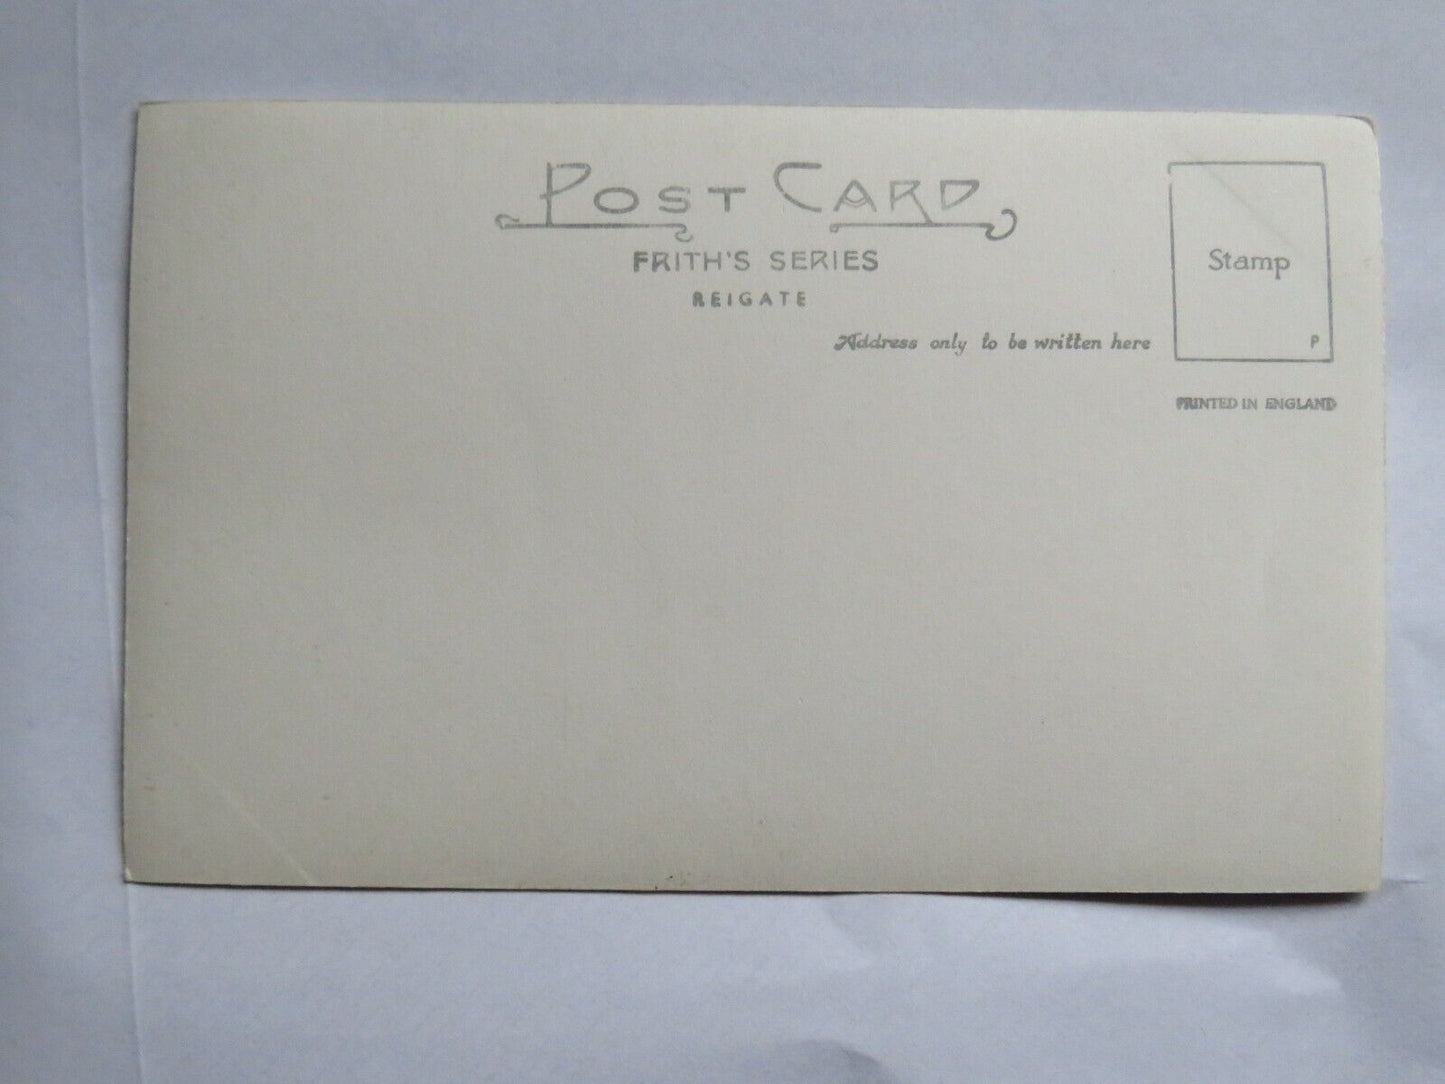 POST CARD
FRITH'S SERIES
REIGATE
Address only to be written here
Stamp
P
PRINTED IN ENGLAND